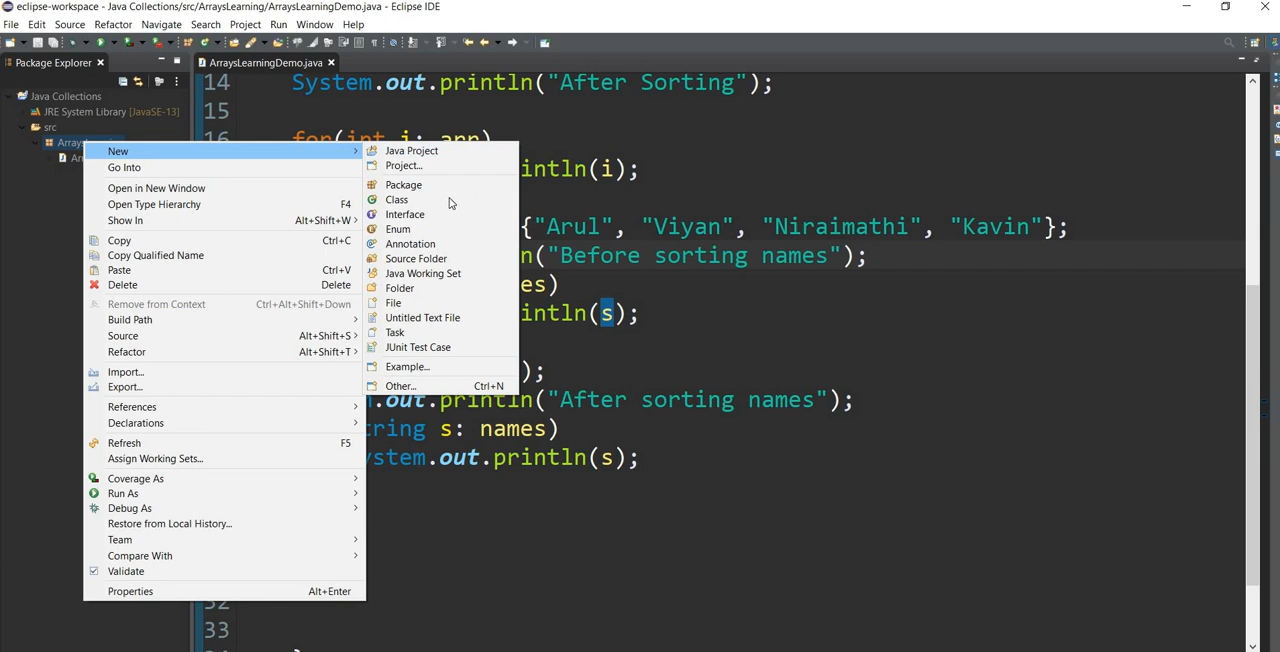 eclipse-workspace - Java Collections/src/ArraysLearning/ArraysLearningDemo.java - Eclipse IDE
File Edit Source Refactor Navigate Search Project Run Window Help
Package Explorer
ArraysLearningDemo.java
Java Collections
JRE System Library [JavaSE-13]
src
14 System.out.println("After Sorting");
15
16 for(int i: arr)
intln(i);
{"Arul", "Viyan", "Niraimathi", "Kavin"};
n("Before sorting names");
es)
intln(s);
);
.out.println("After sorting names");
tring s: names)
ystem.out.println(s);
32
33
New
Go Into
Open in New Window
Open Type Hierarchy F4
Show In Alt+Shift+W
Copy Ctrl+C
Copy Qualified Name
Paste Ctrl+V
Delete Delete
Remove from Context Ctrl+Alt+Shift+Down
Build Path
Source Alt+Shift+S
Refactor Alt+Shift+T
Import...
Export...
References
Declarations
Refresh F5
Assign Working Sets...
Coverage As
Run As
Debug As
Restore from Local History...
Team
Compare With
Validate
Properties Alt+Enter
Java Project
Project...
Package
Class
Interface
Enum
Annotation
Source Folder
Java Working Set
Folder
File
Untitled Text File
Task
JUnit Test Case
Example...
Other... Ctrl+N